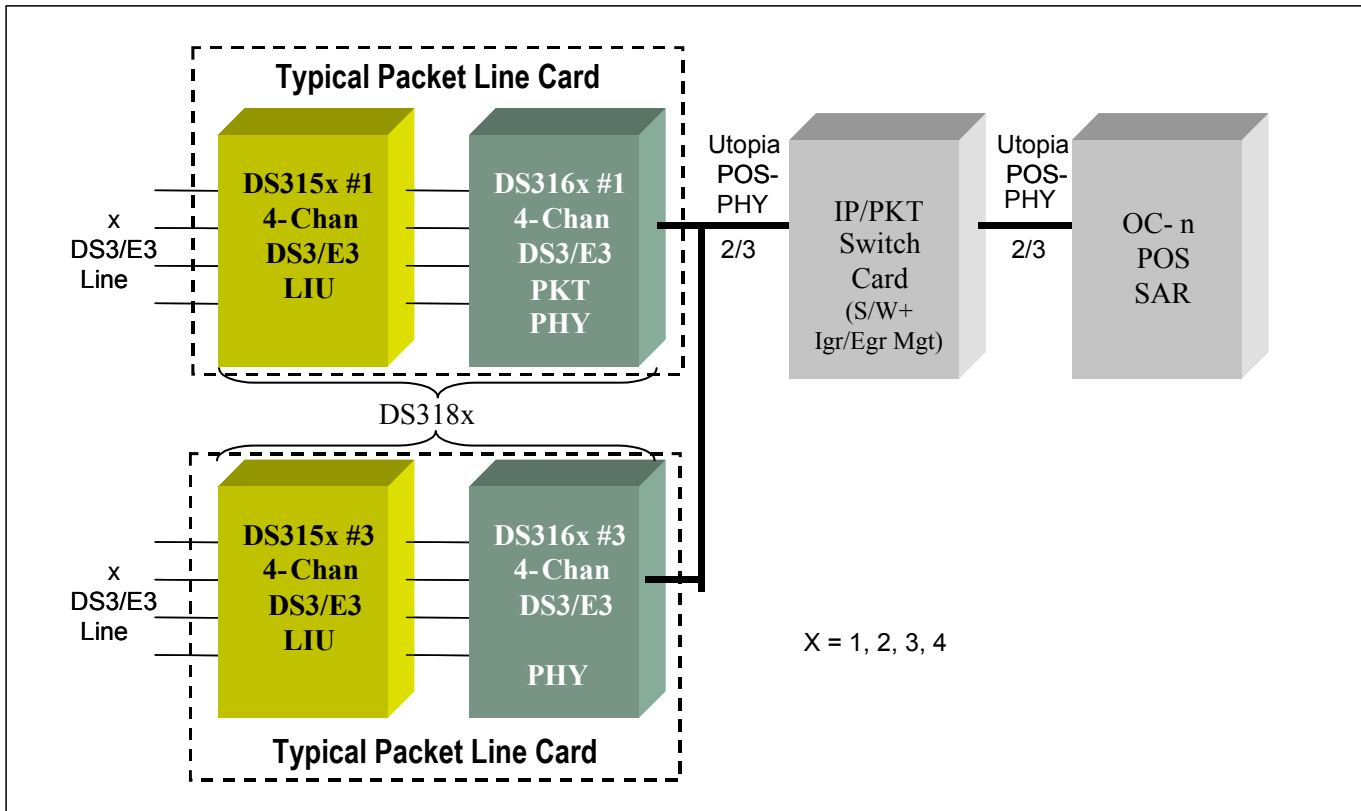 Typical Packet Line Card
DS315x #1
4-Chan
DS3/E3
LIU
DS316x #1
4-Chan
DS3/E3
PKT
PHY
x
DS3/E3
Line
Utopia
POS-
PHY
2/3
IP/PKT
Switch
Card
(S/W+
Igr/Egr Mgt)
Utopia
POS-
PHY
2/3
OC- n
POS
SAR
DS318x
DS315x #3
4-Chan
DS3/E3
LIU
DS316x #3
4-Chan
DS3/E3
PHY
x
DS3/E3
Line
X = 1, 2, 3, 4
Typical Packet Line Card